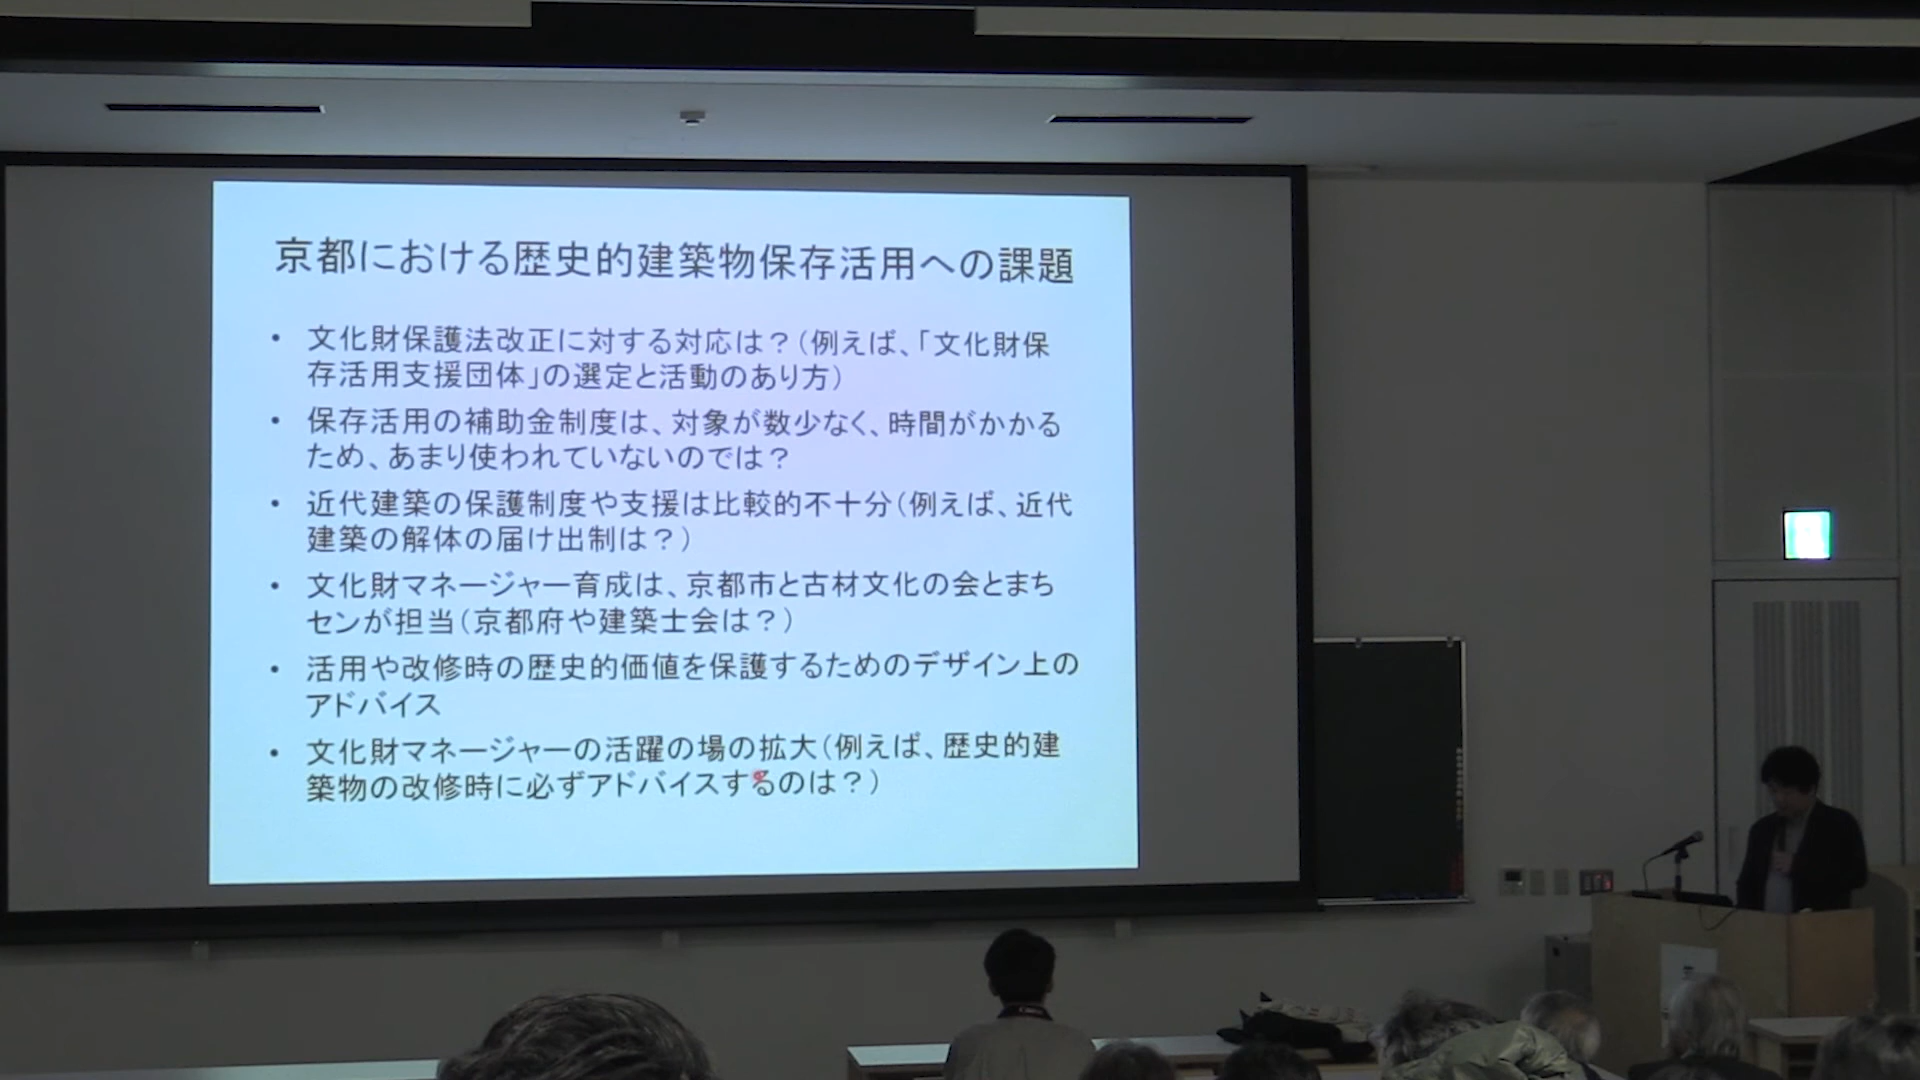 京都における歴史的建築物保存活用への課題
• 文化財保護法改正に対する対応は？（例えば、「文化財保
存活用支援団体」の選定と活動のあり方）
• 保存活用の補助金制度は、対象が数少なく、時間がかかる
ため、あまり使われていないのでは？
• 近代建築の保護制度や支援は比較的不十分（例えば、近代
建築の解体の届け出制は？）
• 文化財マネージャー育成は、京都市と古材文化の会とまち
センが担当（京都府や建築士会は？）
• 活用や改修時の歴史的価値を保護するためのデザイン上の
アドバイス
• 文化財マネージャーの活躍の場の拡大（例えば、歴史的建
築物の改修時に必ずアドバイスするのは？）